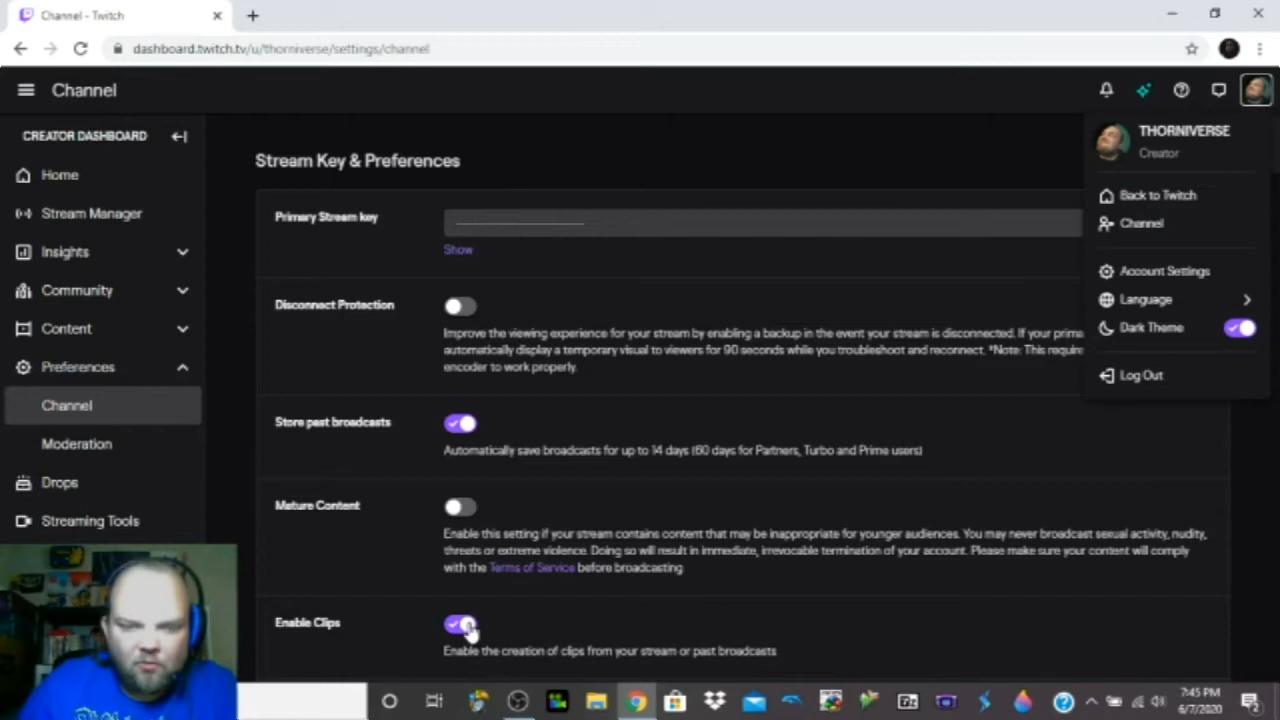 Channel - Twitch
dashboard.twitch.tv/u/thorniverse/settings/channel
Channel
CREATOR DASHBOARD
Home
Stream Manager
Insights
Community
Content
Preferences
Channel
Moderation
Drops
Streaming Tools
Stream Key & Preferences
Primary Stream key
Show
Disconnect Protection
Improve the viewing experience for your stream by enabling a backup in the event your stream is disconnected. If your prima
automatically display a temporary visual to viewers for 90 seconds while you troubleshoot and reconnect. *Note: This require
encoder to work properly.
Store past broadcasts
Automatically save broadcasts for up to 14 days (60 days for Partners, Turbo and Prime users)
Mature Content
Enable this setting if your stream contains content that may be inappropriate for younger audiences. You may never broadcast sexual activity, nudity,
threats or extreme violence. Doing so will result in immediate, irrevocable termination of your account. Please make sure your content will comply
with the Terms of Service before broadcasting
Enable Clips
Enable the creation of clips from your stream or past broadcasts
THORNIVERSE
Creator
Back to Twitch
Channel
Account Settings
Language
Dark Theme
Log Out
7:45 PM
6/7/2020